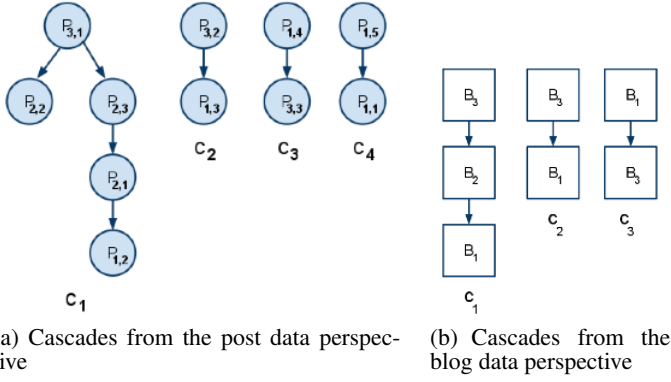 P3,1 P3,2 P1,4 P1,5
P2,2 P2,3 P1,3 P3,3 P1,1
C2 C3 C4
P2,1
P1,2
C1
B3 B3 B1
B2 B1 B3
C2 C3
B1
C1
a) Cascades from the post data perspec-
ive
(b) Cascades from the
blog data perspective